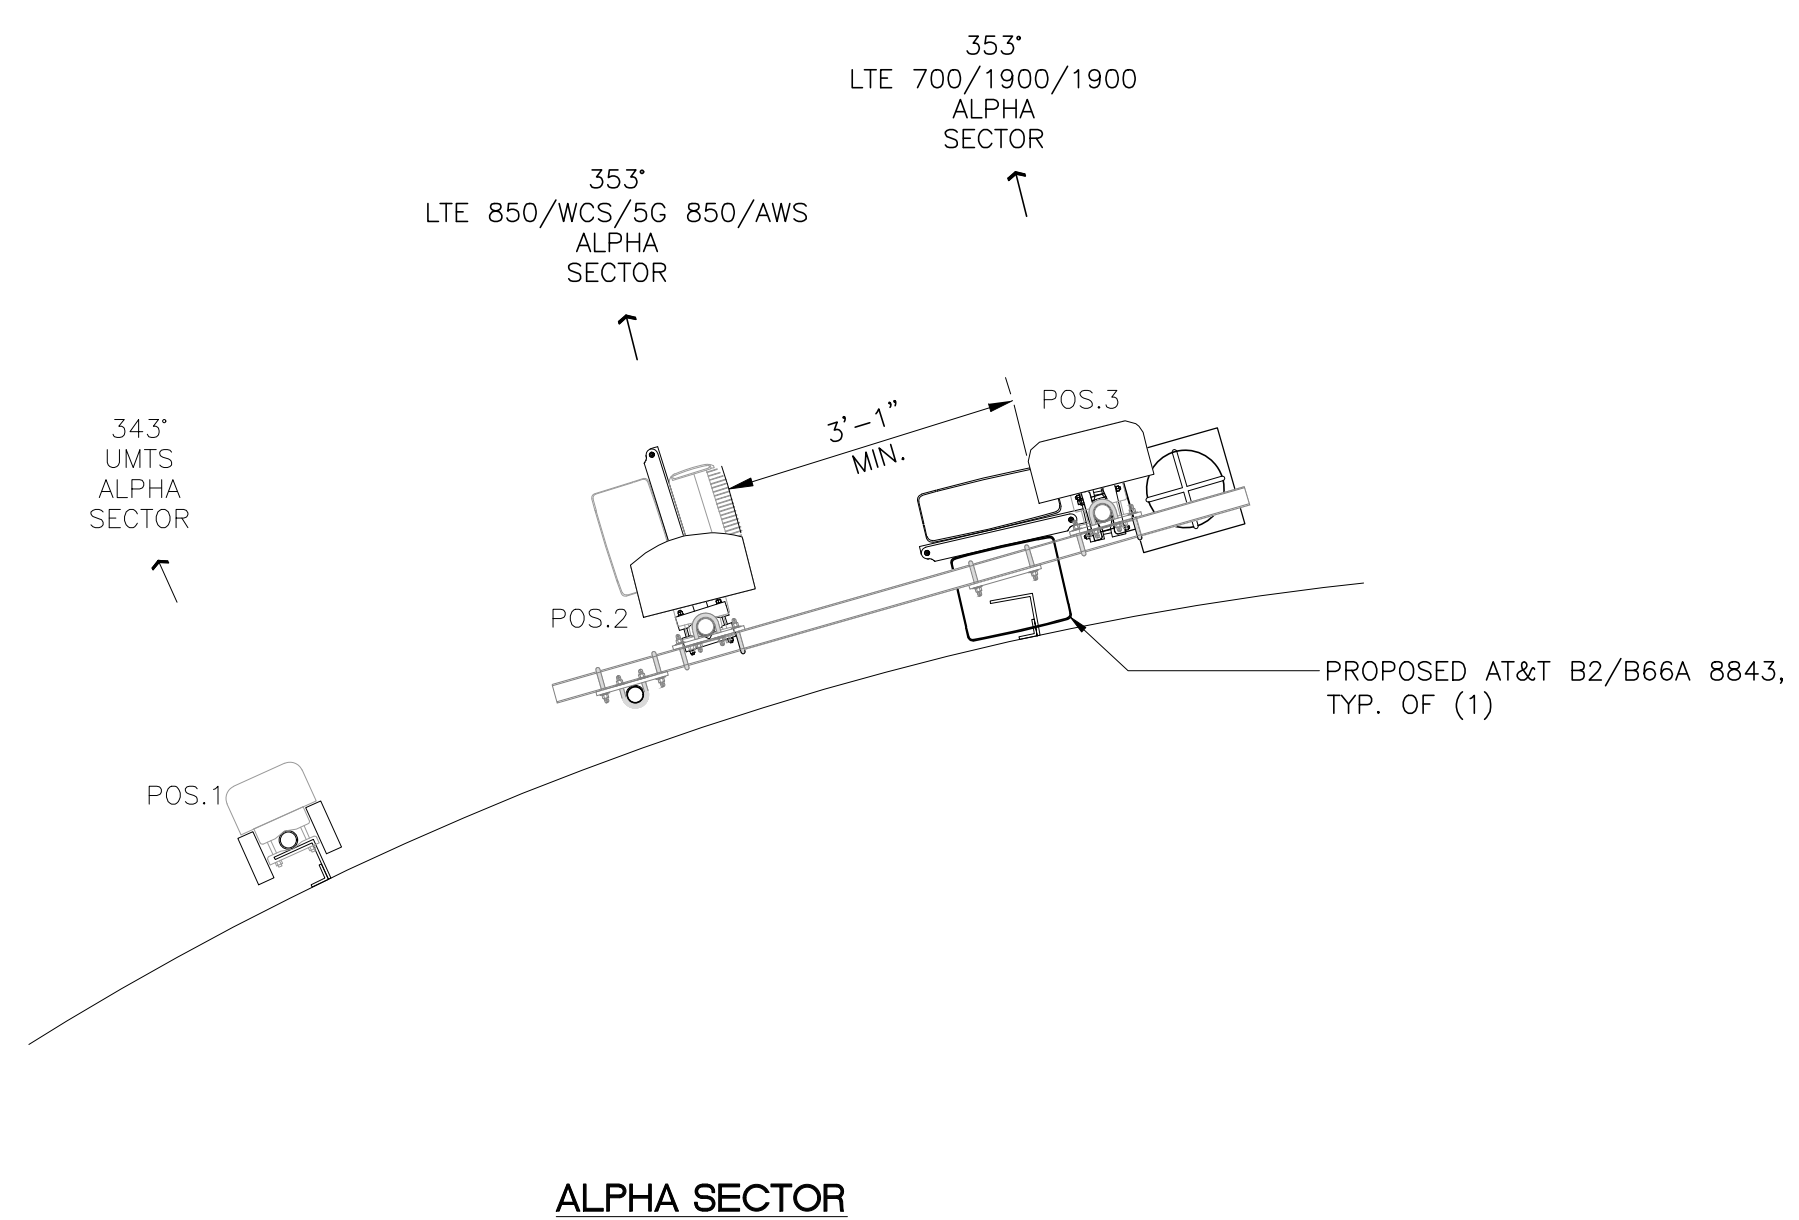 353°
LTE 700/1900/1900
ALPHA
SECTOR
353°
LTE 850/WCS/5G 850/AWS
ALPHA
SECTOR
343°
UMTS
ALPHA
SECTOR
POS.3
3'-1"
MIN.
POS.2
PROPOSED AT&T B2/B66A 8843,
TYP. OF (1)
POS.1
ALPHA SECTOR